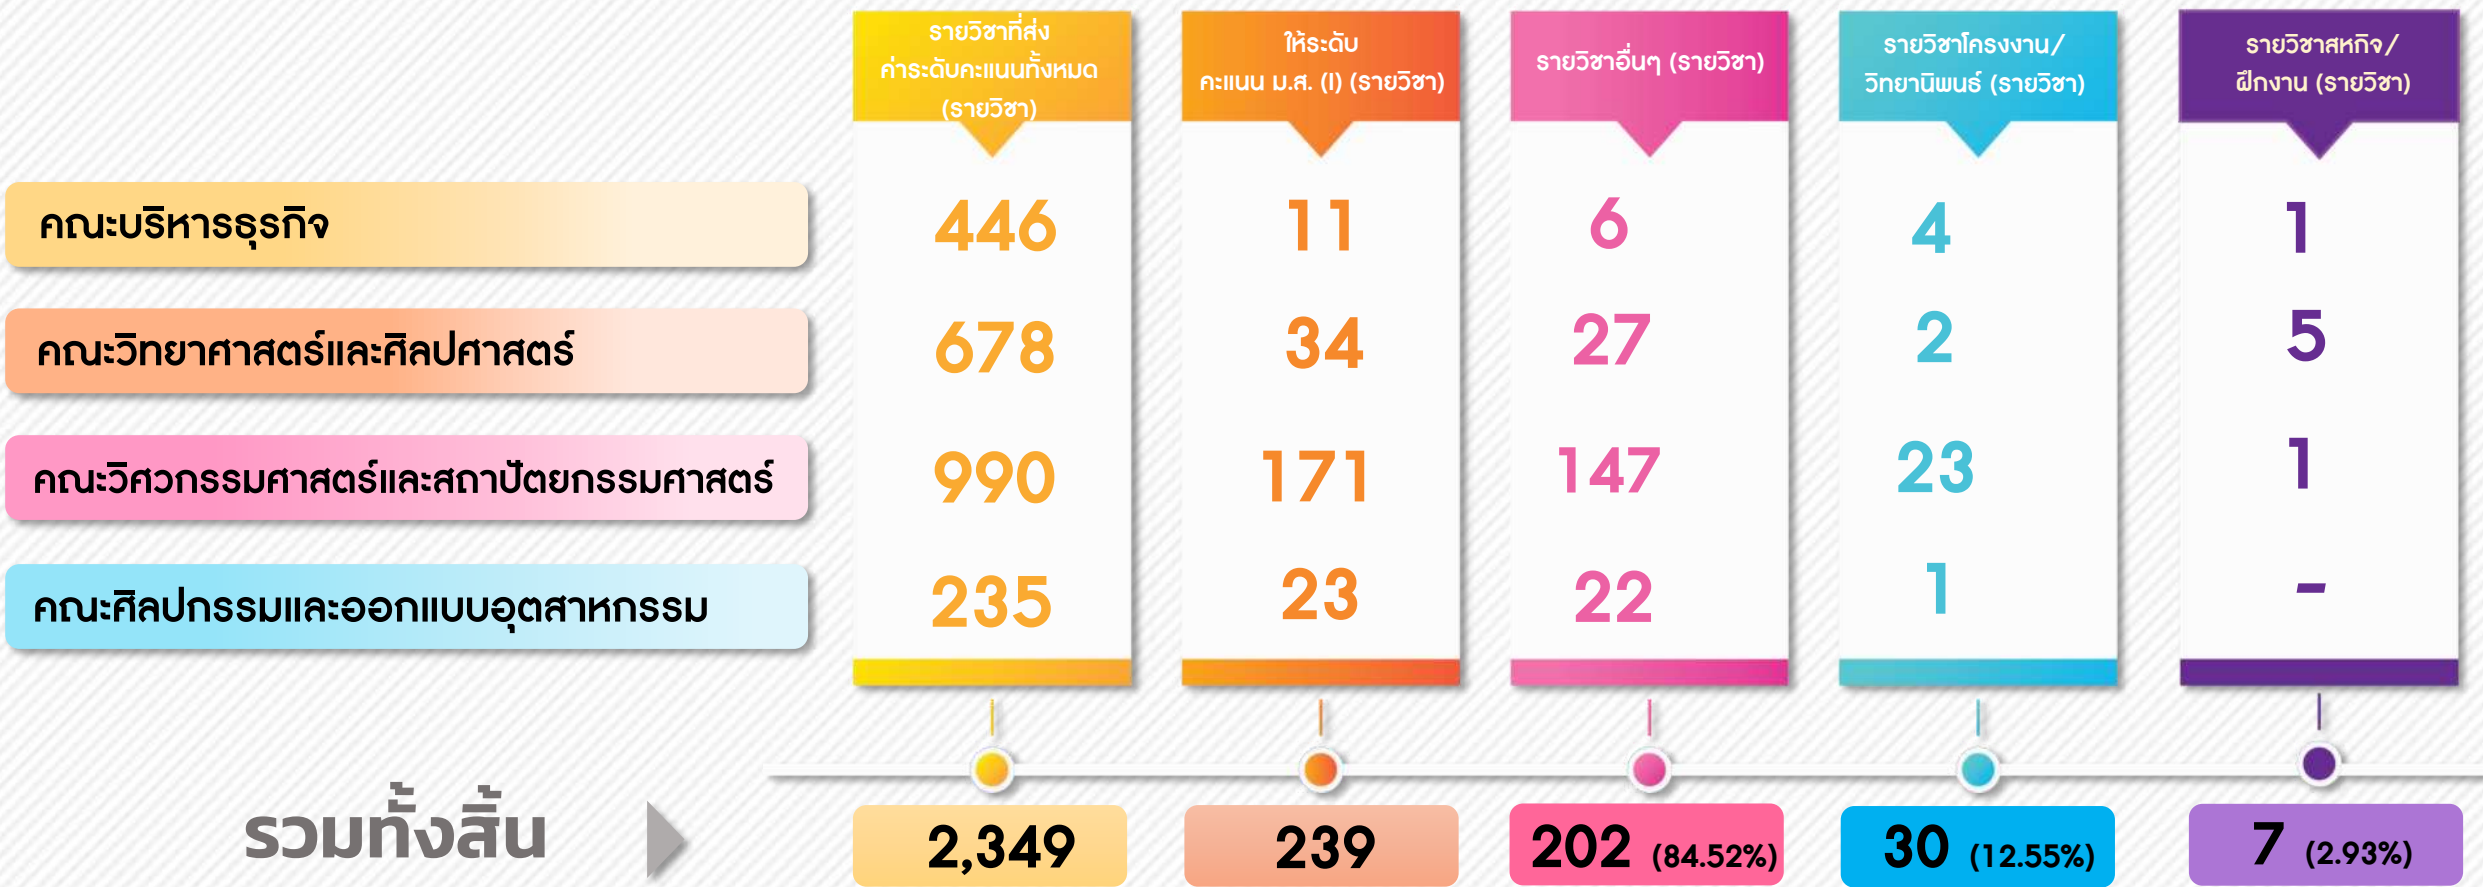 รายวิชาที่ส่ง
ค่าระดับคะแนนทั้งหมด
(รายวิชา)
ให้ระดับ
คะแนน ม.ส. (I) (รายวิชา)
รายวิชาอื่นๆ (รายวิชา)
รายวิชาโครงงาน/
วิทยานิพนธ์ (รายวิชา)
รายวิชาสหกิจ/
ฝึกงาน (รายวิชา)
คณะบริหารธุรกิจ 446 11 6 4 1
คณะวิทยาศาสตร์และศิลปศาสตร์ 678 34 27 2 5
คณะวิศวกรรมศาสตร์และสถาปัตยกรรมศาสตร์ 990 171 147 23 1
คณะศิลปกรรมและออกแบบอุตสาหกรรม 235 23 22 1 -
รวมทั้งสิ้น 2,349 239 202 (84.52%) 30 (12.55%) 7 (2.93%)